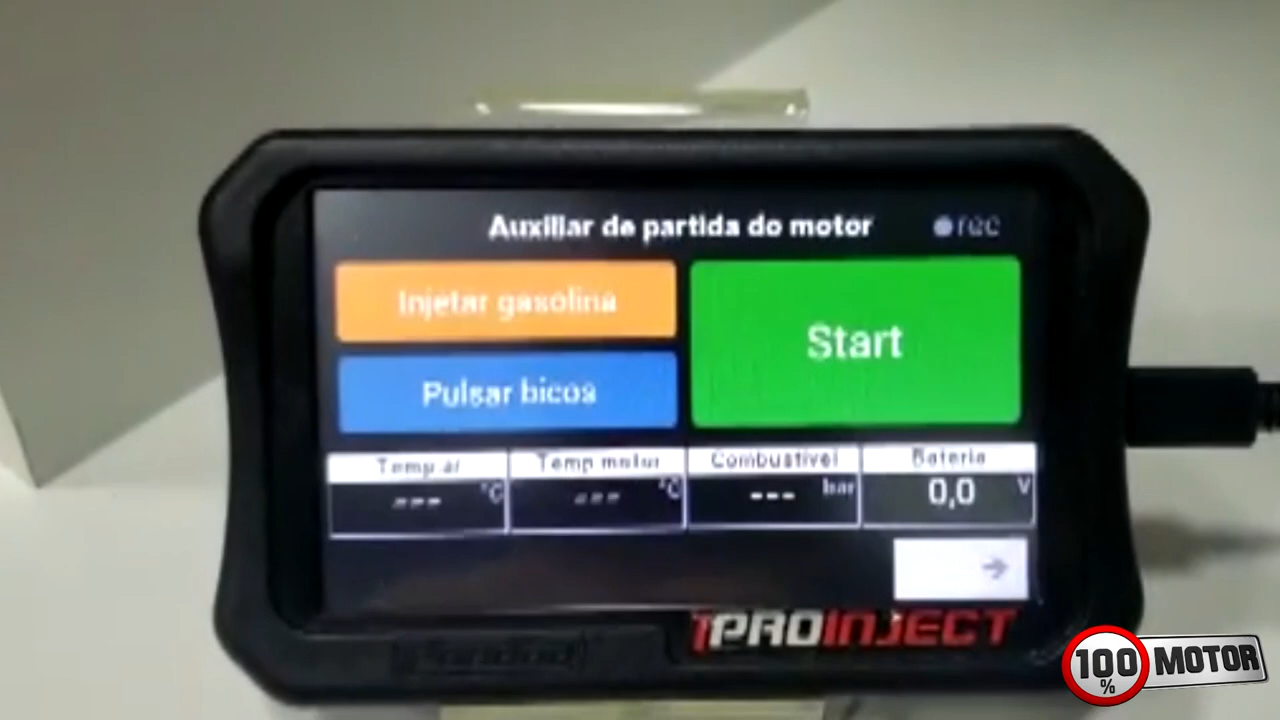 Auxiliar de partida do motor
rec
Injetar gasolina
Start
Pulsar bicos
Temp ar
Temp motor
Combustível
Bateria
--- °C
--- °C
--- bar
0,0 V
→
PROINJECT
100% MOTOR